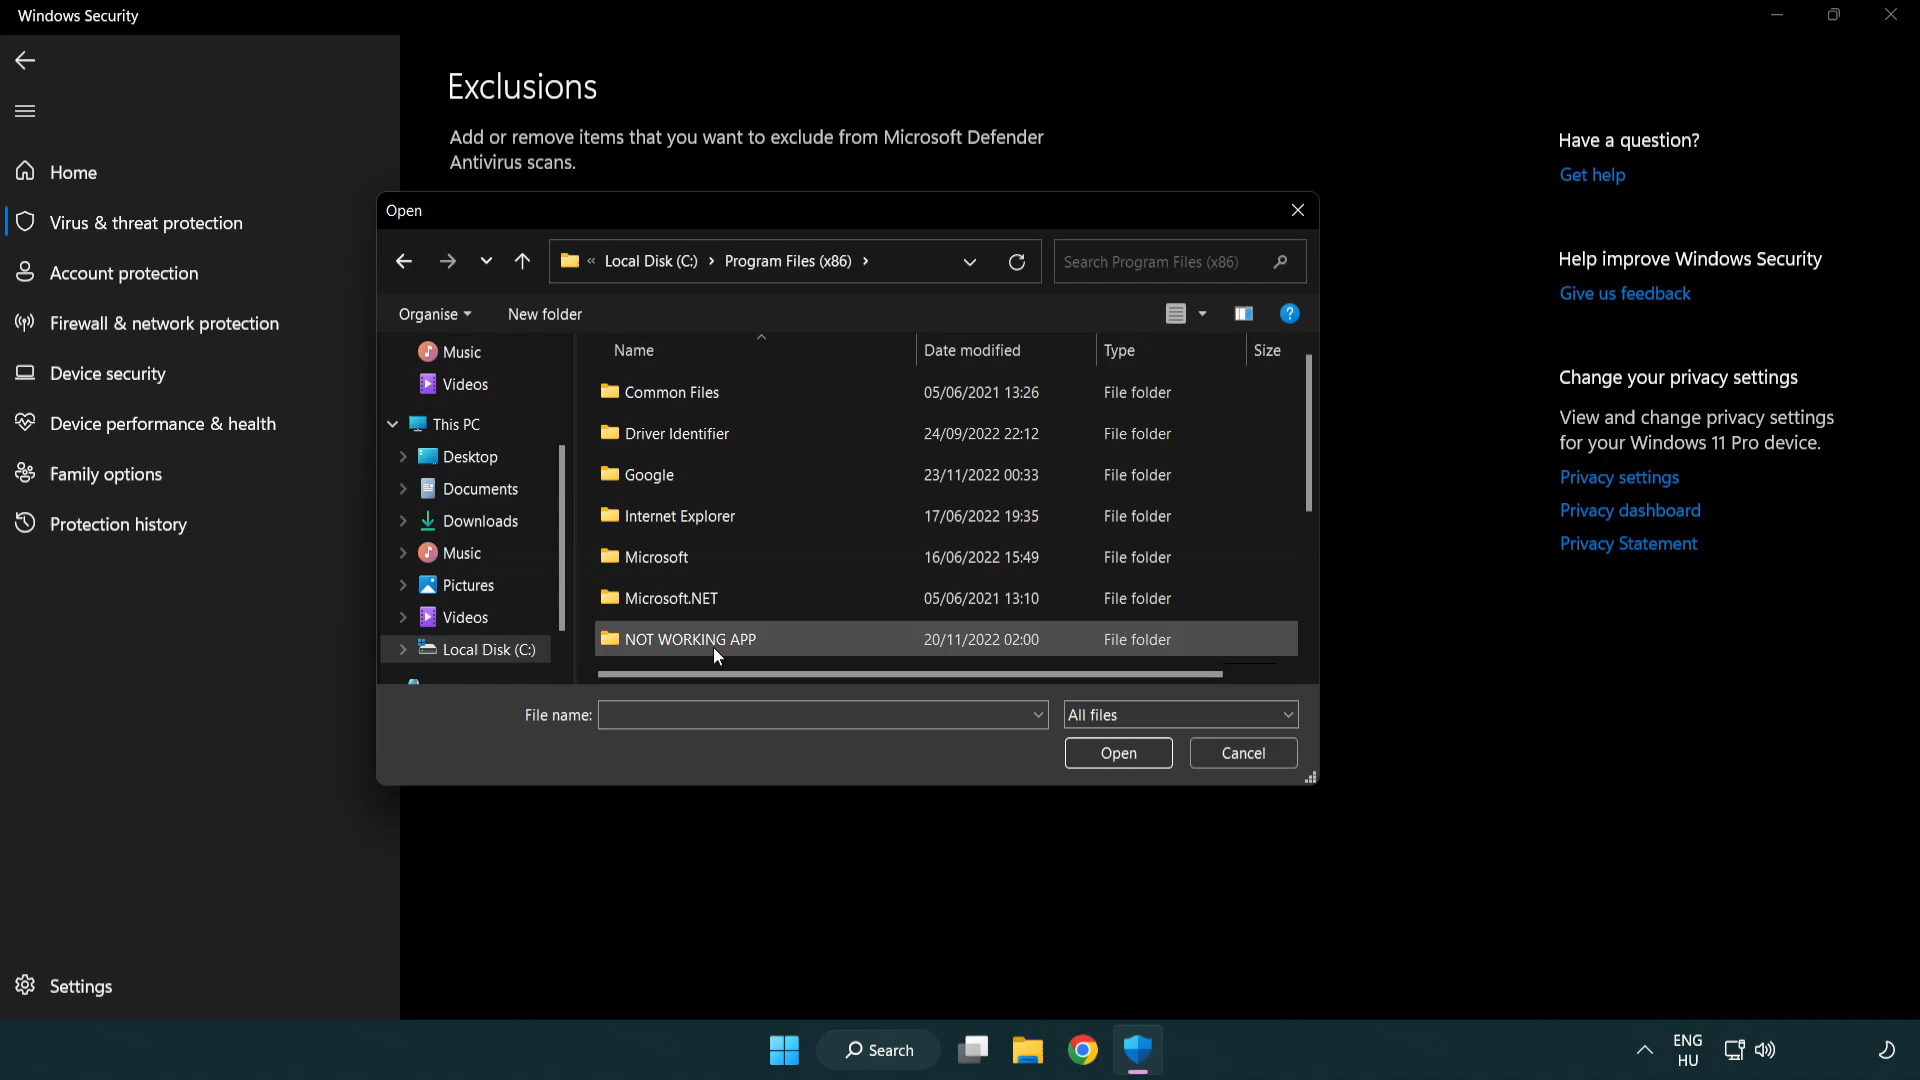 Windows Security
Home
Virus & threat protection
Account protection
Firewall & network protection
Device security
Device performance & health
Family options
Protection history
Settings
Exclusions
Add or remove items that you want to exclude from Microsoft Defender
Antivirus scans.
Open
« Local Disk (C:) › Program Files (x86) ›
Search Program Files (x86)
Organise
New folder
Music
Videos
This PC
Desktop
Documents
Downloads
Music
Pictures
Videos
Local Disk (C:)
Name Date modified Type Size
Common Files 05/06/2021 13:26 File folder
Driver Identifier 24/09/2022 22:12 File folder
Google 23/11/2022 00:33 File folder
Internet Explorer 17/06/2022 19:35 File folder
Microsoft 16/06/2022 15:49 File folder
Microsoft.NET 05/06/2021 13:10 File folder
NOT WORKING APP 20/11/2022 02:00 File folder
File name:
All files
Open
Cancel
Have a question?
Get help
Help improve Windows Security
Give us feedback
Change your privacy settings
View and change privacy settings
for your Windows 11 Pro device.
Privacy settings
Privacy dashboard
Privacy Statement
Search
ENG
HU